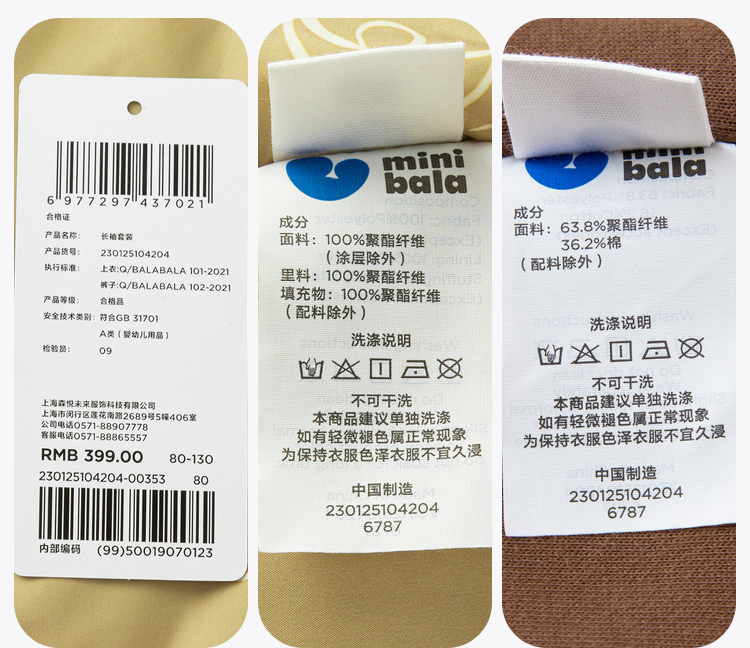 6 977297 437021
合格证
产品名称: 长袖套装
产品货号: 230125104204
执行标准: 上衣:Q/BALABALA 101-2021
裤子:Q/BALABALA 102-2021
产品等级: 合格品
安全技术类别: 符合GB 31701
A类(婴幼儿用品)
检验员: 09
上海森悦未来服饰科技有限公司
上海市闵行区莲花南路2689号5幢406室
公司电话0571-88907778
客服电话0571-88865557
RMB 399.00 80-130
230125104204-00353 80
内部编码 (99)50019070123
mini
bala
成分
面料: 100%聚酯纤维
(涂层除外)
里料: 100%聚酯纤维
填充物: 100%聚酯纤维
(配料除外)
洗涤说明
不可干洗
本商品建议单独洗涤
如有轻微褪色属正常现象
为保持衣服色泽衣服不宜久浸
中国制造
230125104204
6787
mini
bala
成分
面料: 63.8%聚酯纤维
36.2%棉
(配料除外)
洗涤说明
不可干洗
本商品建议单独洗涤
如有轻微褪色属正常现象
为保持衣服色泽衣服不宜久浸
中国制造
230125104204
6787